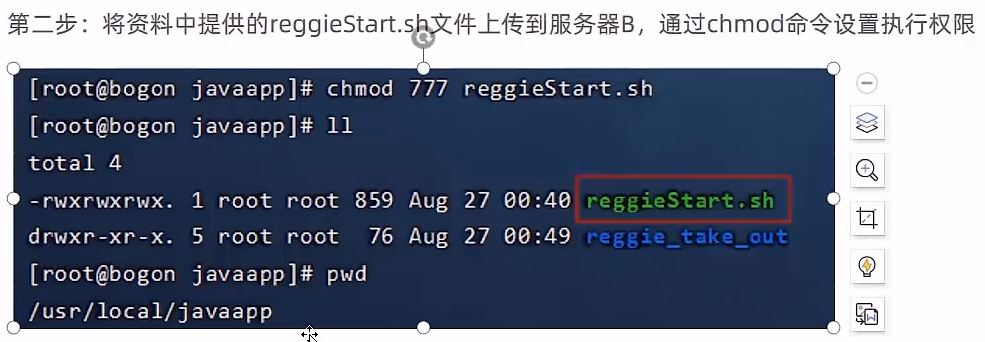 第二步：将资料中提供的reggieStart.sh文件上传到服务器B，通过chmod命令设置执行权限
[root@bogon javaapp]# chmod 777 reggieStart.sh
[root@bogon javaapp]# ll
total 4
-rwxrwxrwx. 1 root root 859 Aug 27 00:40 reggieStart.sh
drwxr-xr-x. 5 root root  76 Aug 27 00:49 reggie_take_out
[root@bogon javaapp]# pwd
/usr/local/javaapp